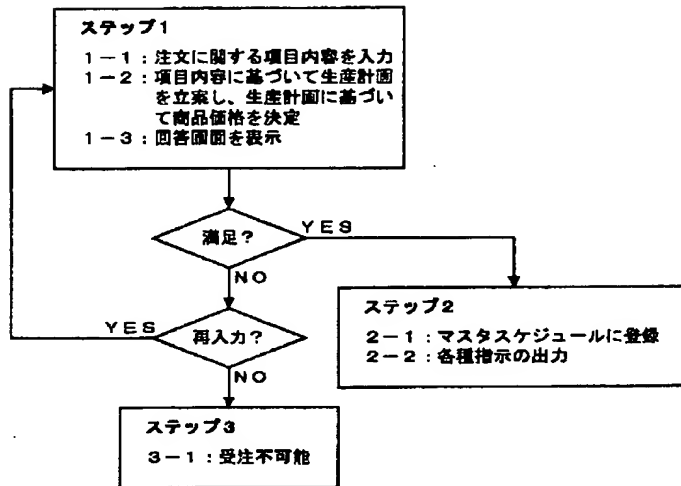 ステップ1
1－1：注文に関する項目内容を入力
1－2：項目内容に基づいて生産計画
を立案し、生産計画に基づい
て商品価格を決定
1－3：回答画面を表示
満足？
YES
NO
再入力？
YES
NO
ステップ2
2－1：マスタスケジュールに登録
2－2：各種指示の出力
ステップ3
3－1：受注不可能